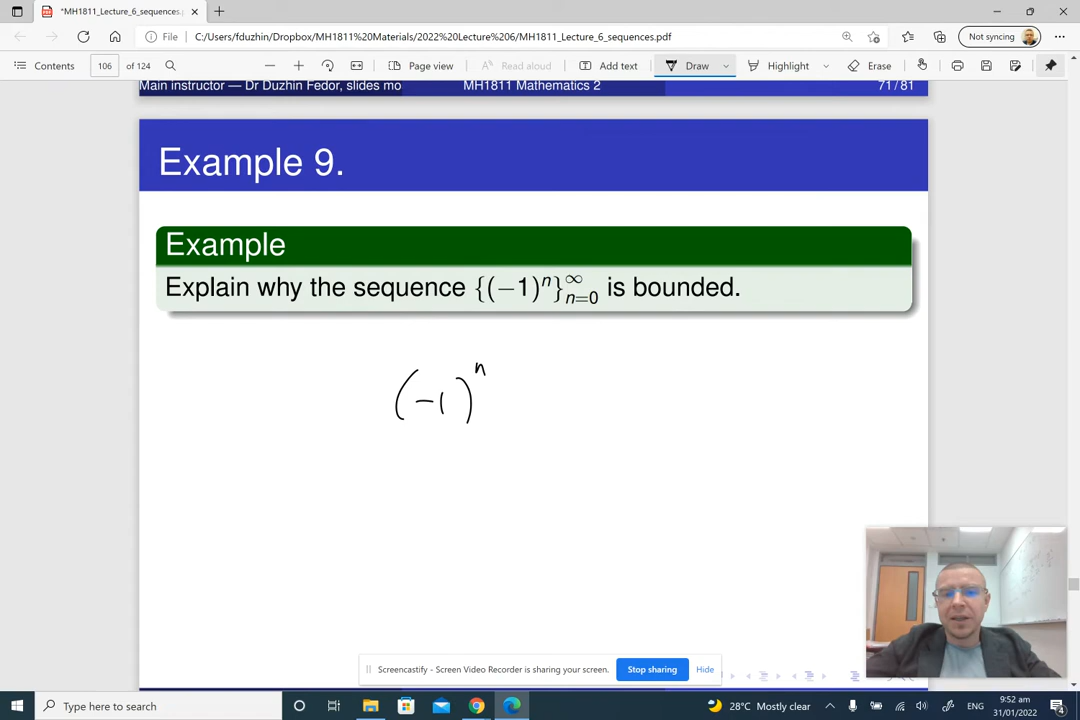 *MH1811_Lecture_6_sequences.p
Not syncing
File C:/Users/fduzhin/Dropbox/MH1811%20Materials/2022%20Lecture%206/MH1811_Lecture_6_sequences.pdf
Contents 106 of 124 Page view Read aloud Add text Draw Highlight Erase
Main instructor — Dr Duzhin Fedor, slides mo MH1811 Mathematics 2 71 / 81
Example 9.
Example
Explain why the sequence {(−1)ⁿ}∞n=0 is bounded.
(−1)ⁿ
Screencastify - Screen Video Recorder is sharing your screen. Stop sharing Hide
Type here to search 28°C Mostly clear ENG 9:52 am
31/01/2022
4